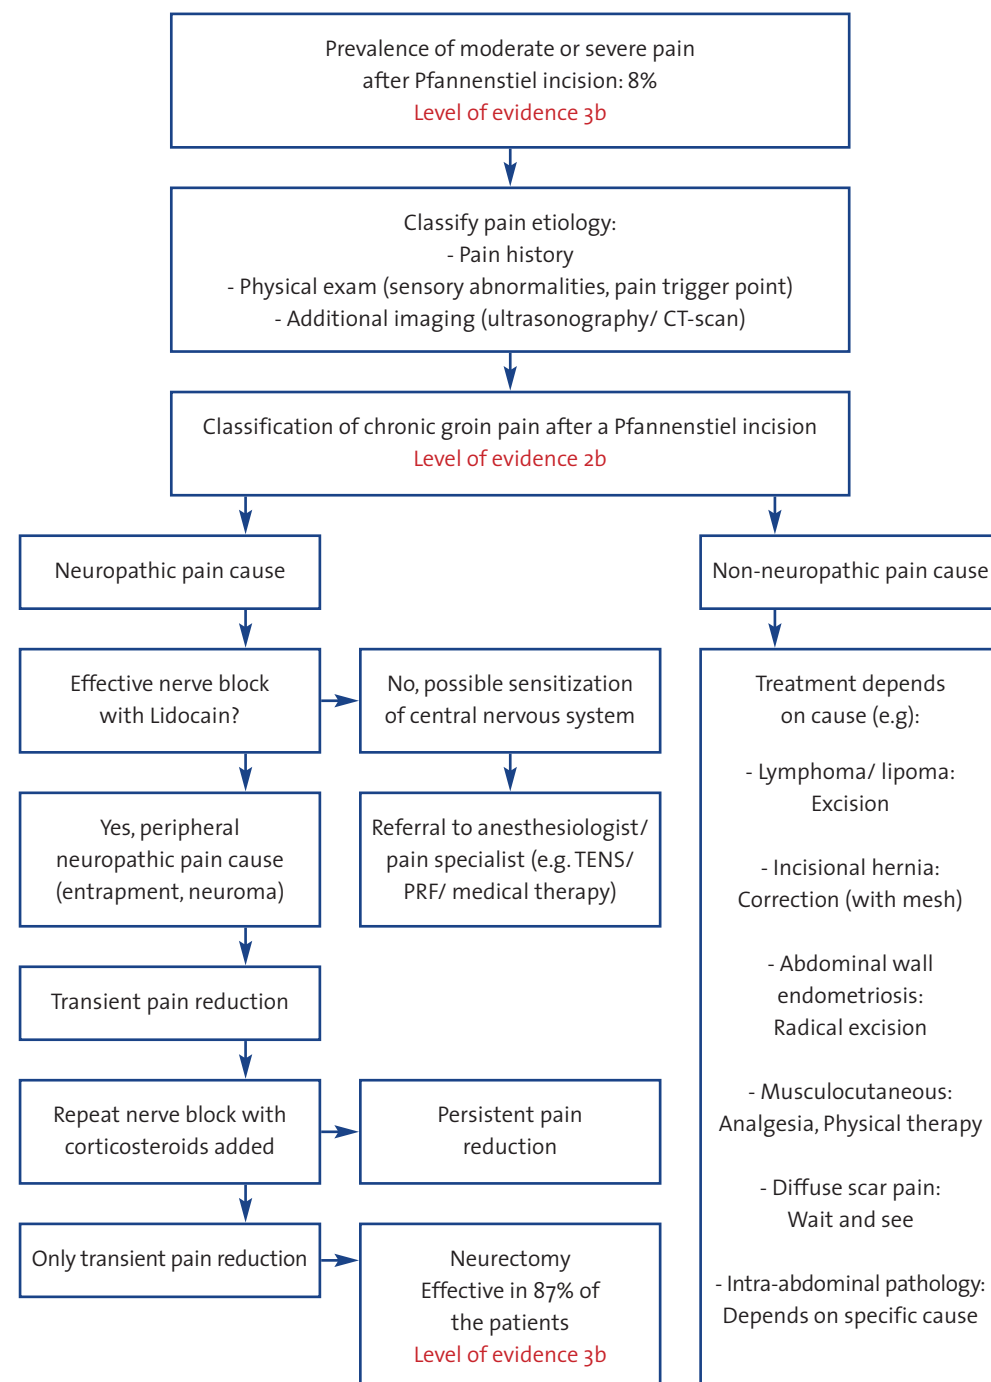 Prevalence of moderate or severe pain
after Pfannenstiel incision: 8%
Level of evidence 3b
Classify pain etiology:
- Pain history
- Physical exam (sensory abnormalities, pain trigger point)
- Additional imaging (ultrasonography/ CT-scan)
Classification of chronic groin pain after a Pfannenstiel incision
Level of evidence 2b
Neuropathic pain cause
Non-neuropathic pain cause
Effective nerve block
with Lidocain?
No, possible sensitization
of central nervous system
Yes, peripheral
neuropathic pain cause
(entrapment, neuroma)
Referral to anesthesiologist/
pain specialist (e.g. TENS/
PRF/ medical therapy)
Transient pain reduction
Repeat nerve block with
corticosteroids added
Persistent pain
reduction
Only transient pain reduction
Neurectomy
Effective in 87% of
the patients
Level of evidence 3b
Treatment depends
on cause (e.g):
- Lymphoma/ lipoma:
Excision
- Incisional hernia:
Correction (with mesh)
- Abdominal wall
endometriosis:
Radical excision
- Musculocutaneous:
Analgesia, Physical therapy
- Diffuse scar pain:
Wait and see
- Intra-abdominal pathology:
Depends on specific cause